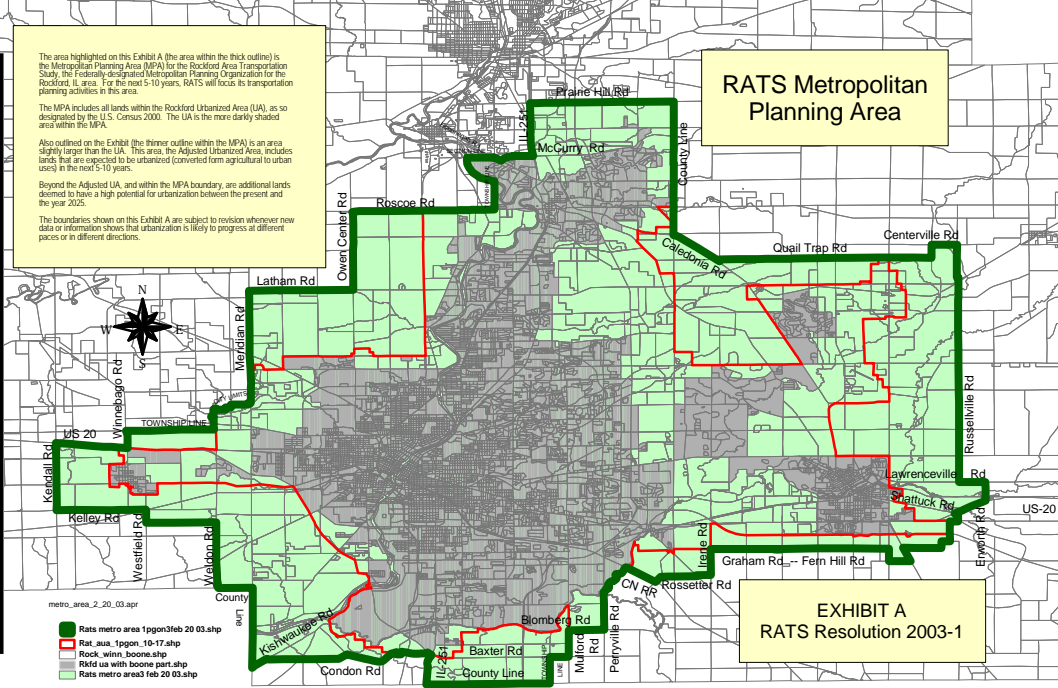 The area highlighted on this Exhibit A (the area within the thick outline) is
the Metropolitan Planning Area (MPA) for the Rockford Area Transportation
Study, the Federally-designated Metropolitan Planning Organization for the
Rockford, IL area. For the next 5-10 years, RATS will focus its transportation
planning activities in this area.
The MPA includes all lands within the Rockford Urbanized Area (UA), as so
designated by the U.S. Census 2000. The UA is the more darkly shaded
area within the MPA.
Also outlined on the Exhibit (the thinner outline within the MPA) is an area
slightly larger than the UA. This area, the Adjusted Urbanized Area, includes
lands that are expected to be urbanized (converted form agricultural to urban
uses) in the next 5-10 years.
Beyond the Adjusted UA, and within the MPA boundary, are additional lands
deemed to have a high potential for urbanization between the present and
the year 2025.
The boundaries shown on this Exhibit A are subject to revision whenever new
data or information shows that urbanization is likely to progress at different
paces or in different directions.
RATS Metropolitan
Planning Area
Prairie Hill Rd
IL-251
McCurry Rd
County Line
TOWNSHIP LINE
Roscoe Rd
Owen Center Rd
Caledonia Rd
Quail Trap Rd
Centerville Rd
Latham Rd
Meridian Rd
N
W
E
S
Winnebago Rd
CITY LIMITS
TOWNSHIP LINE
US 20
Kendall Rd
Kelley Rd
Westfield Rd
Weldon Rd
County
Line
Russellville Rd
Lawrenceville Rd
Shattuck Rd
US-20
Irene Rd
Graham Rd -- Fern Hill Rd
Rossetter Rd
CN RR
Perryville Rd
Mulford
Rd
Blomberg Rd
Baxter Rd
TOWNSHIP
LINE
County Line
IL-251
Condon Rd
Kishwaukee Rd
metro_area_2_20_03.apr
Rats metro area 1pgon3feb 20 03.shp
Rat_aua_1pgon_10-17.shp
Rock_winn_boone.shp
Rkfd ua with boone part.shp
Rats metro area3 feb 20 03.shp
EXHIBIT A
RATS Resolution 2003-1